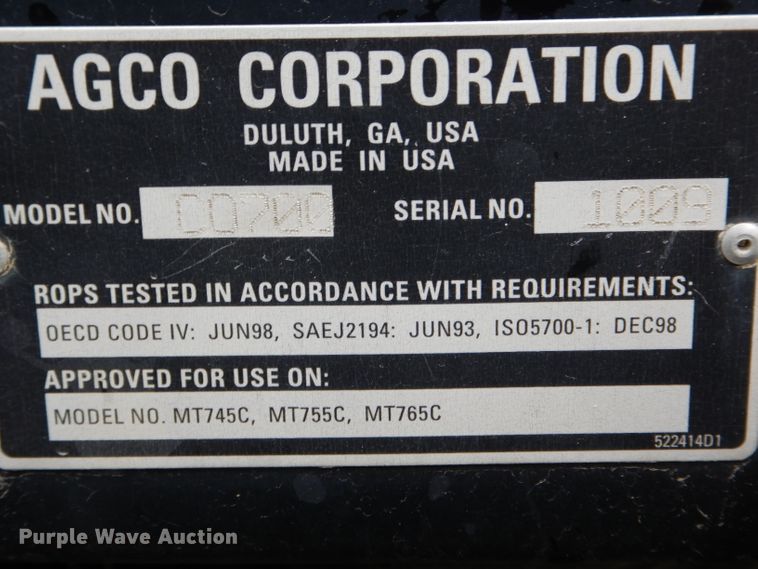 AGCO CORPORATION
DULUTH, GA, USA
MADE IN USA
MODEL NO. CD700 SERIAL NO. 1009
ROPS TESTED IN ACCORDANCE WITH REQUIREMENTS:
OECD CODE IV: JUN98, SAEJ2194: JUN93, ISO5700-1: DEC98
APPROVED FOR USE ON:
MODEL NO. MT745C, MT755C, MT765C
522414D1
Purple Wave Auction